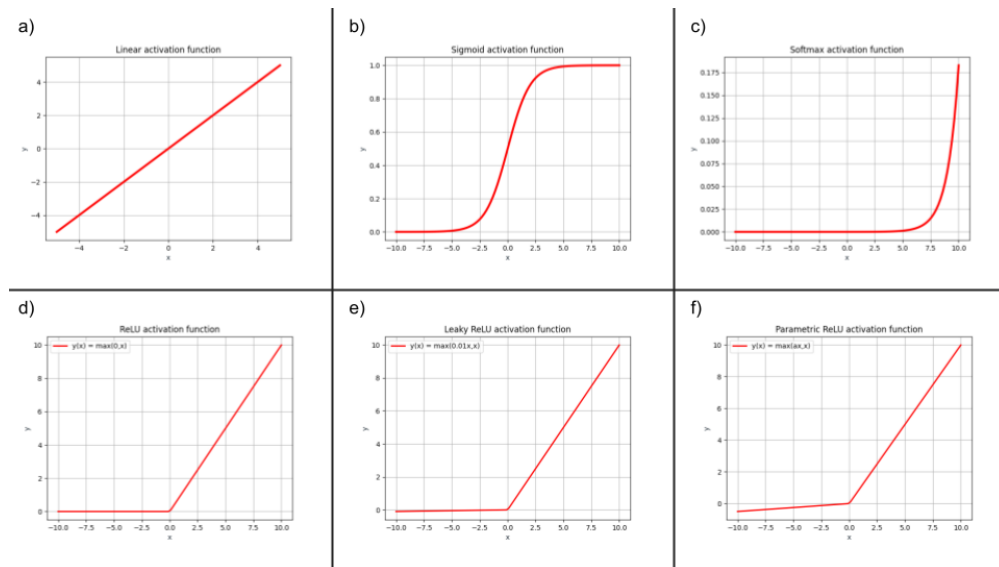 a)
Linear activation function
4
2
0
−2
−4
y
−4 −2 0 2 4
x
b)
Sigmoid activation function
1.0
0.8
0.6
0.4
0.2
0.0
y
−10.0 −7.5 −5.0 −2.5 0.0 2.5 5.0 7.5 10.0
x
c)
Softmax activation function
0.175
0.150
0.125
0.100
0.075
0.050
0.025
0.000
y
−10.0 −7.5 −5.0 −2.5 0.0 2.5 5.0 7.5 10.0
x
d)
ReLU activation function
y(x) = max(0,x)
10
8
6
4
2
0
y
−10.0 −7.5 −5.0 −2.5 0.0 2.5 5.0 7.5 10.0
x
e)
Leaky ReLU activation function
y(x) = max(0.01x,x)
10
8
6
4
2
0
y
−10.0 −7.5 −5.0 −2.5 0.0 2.5 5.0 7.5 10.0
x
f)
Parametric ReLU activation function
y(x) = max(ax,x)
10
8
6
4
2
0
y
−10.0 −7.5 −5.0 −2.5 0.0 2.5 5.0 7.5 10.0
x